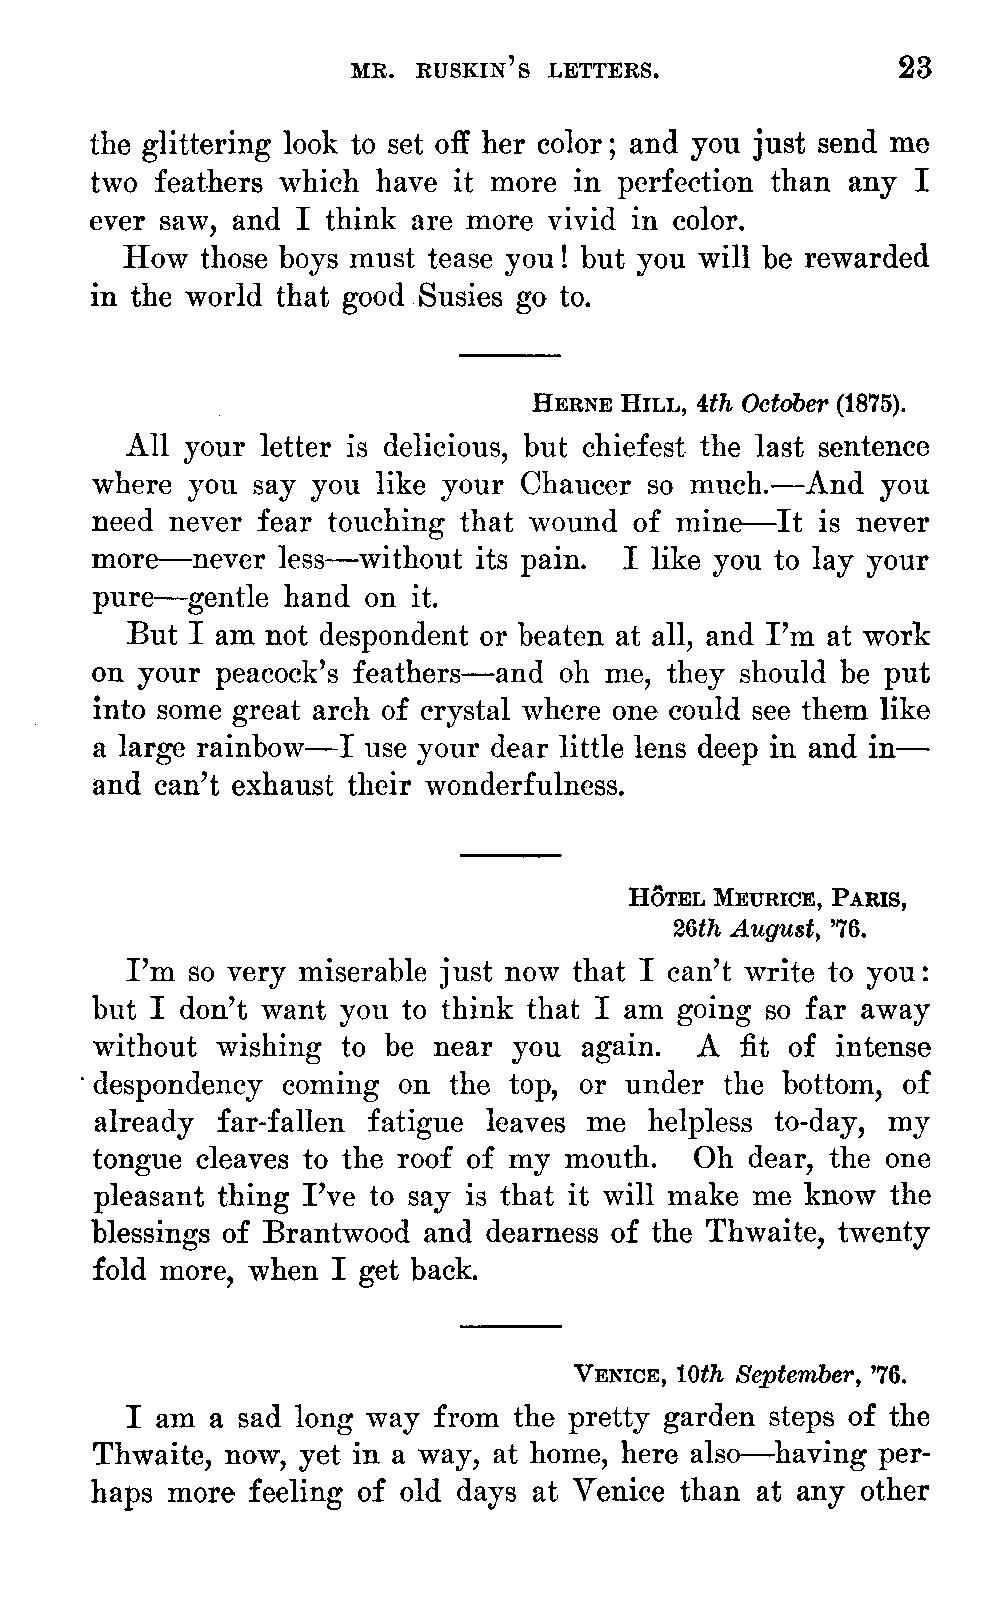 MR. RUSKIN'S LETTERS. 23
the glittering look to set off her color; and you just send me
two feathers which have it more in perfection than any I
ever saw, and I think are more vivid in color.
How those boys must tease you! but you will be rewarded
in the world that good Susies go to.
HERNE HILL, 4th October (1875).
All your letter is delicious, but chiefest the last sentence
where you say you like your Chaucer so much.—And you
need never fear touching that wound of mine—It is never
more—never less—without its pain. I like you to lay your
pure—gentle hand on it.
But I am not despondent or beaten at all, and I'm at work
on your peacock's feathers—and oh me, they should be put
into some great arch of crystal where one could see them like
a large rainbow—I use your dear little lens deep in and in—
and can't exhaust their wonderfulness.
HÔTEL MEURICE, PARIS,
26th August, '76.
I'm so very miserable just now that I can't write to you:
but I don't want you to think that I am going so far away
without wishing to be near you again. A fit of intense
despondency coming on the top, or under the bottom, of
already far-fallen fatigue leaves me helpless to-day, my
tongue cleaves to the roof of my mouth. Oh dear, the one
pleasant thing I've to say is that it will make me know the
blessings of Brantwood and dearness of the Thwaite, twenty
fold more, when I get back.
VENICE, 10th September, '76.
I am a sad long way from the pretty garden steps of the
Thwaite, now, yet in a way, at home, here also—having per-
haps more feeling of old days at Venice than at any other